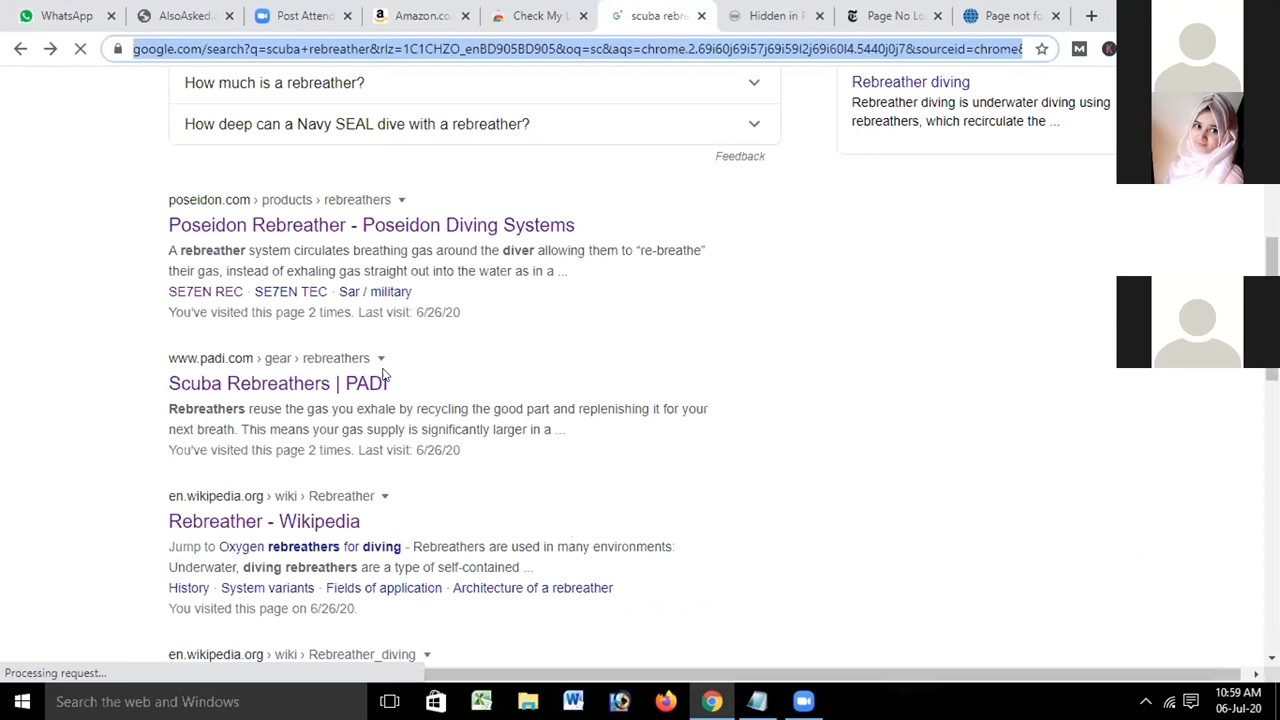 WhatsApp
AlsoAsked.
Post Attend
Amazon.co
Check My L
scuba rebre
Hidden in P
Page No Lo
Page not fo
google.com/search?q=scuba+rebreather&rlz=1C1CHZO_enBD905BD905&oq=sc&aqs=chrome.2.69i60j69i57j69i59l2j69i60l4.5440j0j7&sourceid=chrome&
How much is a rebreather?
How deep can a Navy SEAL dive with a rebreather?
Feedback
Rebreather diving
Rebreather diving is underwater diving using
rebreathers, which recirculate the ...
poseidon.com › products › rebreathers
Poseidon Rebreather - Poseidon Diving Systems
A rebreather system circulates breathing gas around the diver allowing them to “re-breathe”
their gas, instead of exhaling gas straight out into the water as in a ...
SE7EN REC · SE7EN TEC · Sar / military
You've visited this page 2 times. Last visit: 6/26/20
www.padi.com › gear › rebreathers
Scuba Rebreathers | PADI
Rebreathers reuse the gas you exhale by recycling the good part and replenishing it for your
next breath. This means your gas supply is significantly larger in a ...
You've visited this page 2 times. Last visit: 6/26/20
en.wikipedia.org › wiki › Rebreather
Rebreather - Wikipedia
Jump to Oxygen rebreathers for diving - Rebreathers are used in many environments:
Underwater, diving rebreathers are a type of self-contained ...
History · System variants · Fields of application · Architecture of a rebreather
You visited this page on 6/26/20.
en.wikipedia.org › wiki › Rebreather_diving
Processing request...
Search the web and Windows
10:59 AM
06-Jul-20